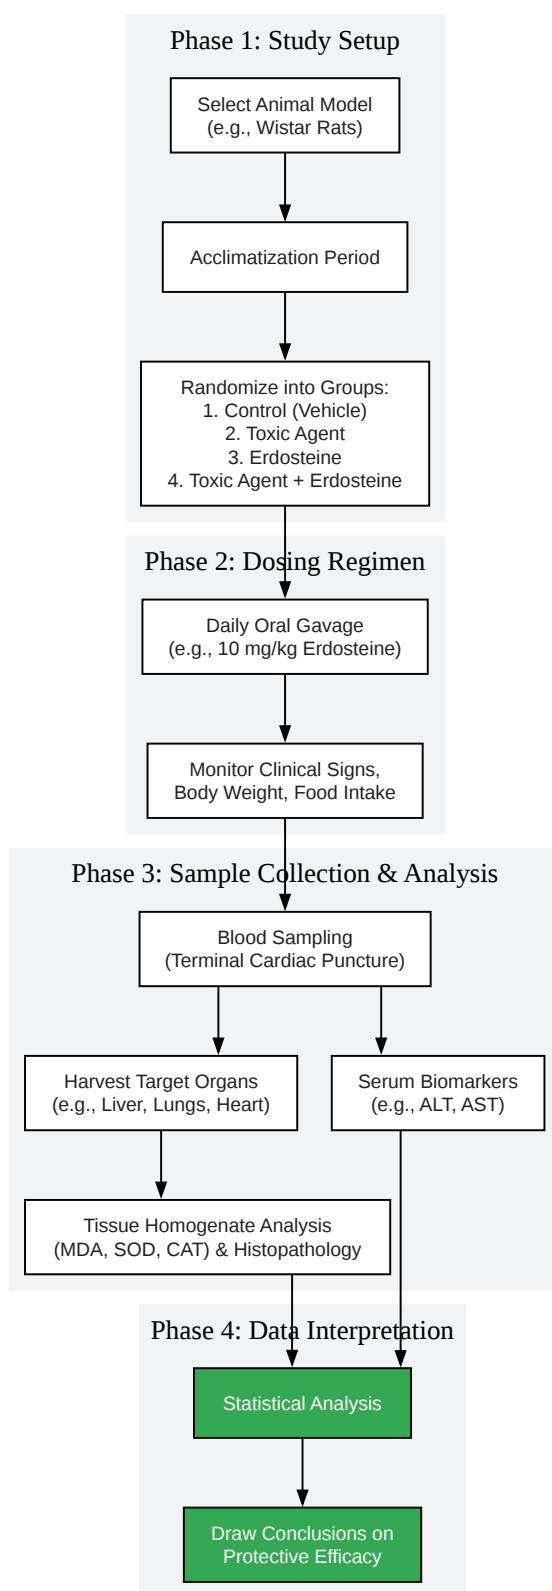 Phase 1: Study Setup
Select Animal Model
(e.g., Wistar Rats)
Acclimatization Period
Randomize into Groups:
1. Control (Vehicle)
2. Toxic Agent
3. Erdosteine
4. Toxic Agent + Erdosteine
Phase 2: Dosing Regimen
Daily Oral Gavage
(e.g., 10 mg/kg Erdosteine)
Monitor Clinical Signs,
Body Weight, Food Intake
Phase 3: Sample Collection & Analysis
Blood Sampling
(Terminal Cardiac Puncture)
Harvest Target Organs
(e.g., Liver, Lungs, Heart)
Serum Biomarkers
(e.g., ALT, AST)
Tissue Homogenate Analysis
(MDA, SOD, CAT) & Histopathology
Phase 4: Data Interpretation
Statistical Analysis
Draw Conclusions on
Protective Efficacy